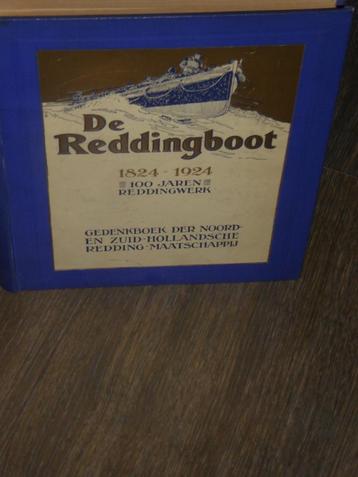 De
Reddingboot
1824 - 1924
100 JAREN
REDDINGWERK
GEDENKBOEK DER NOORD-
EN ZUID-HOLLANDSCHE
REDDING-MAATSCHAPPIJ